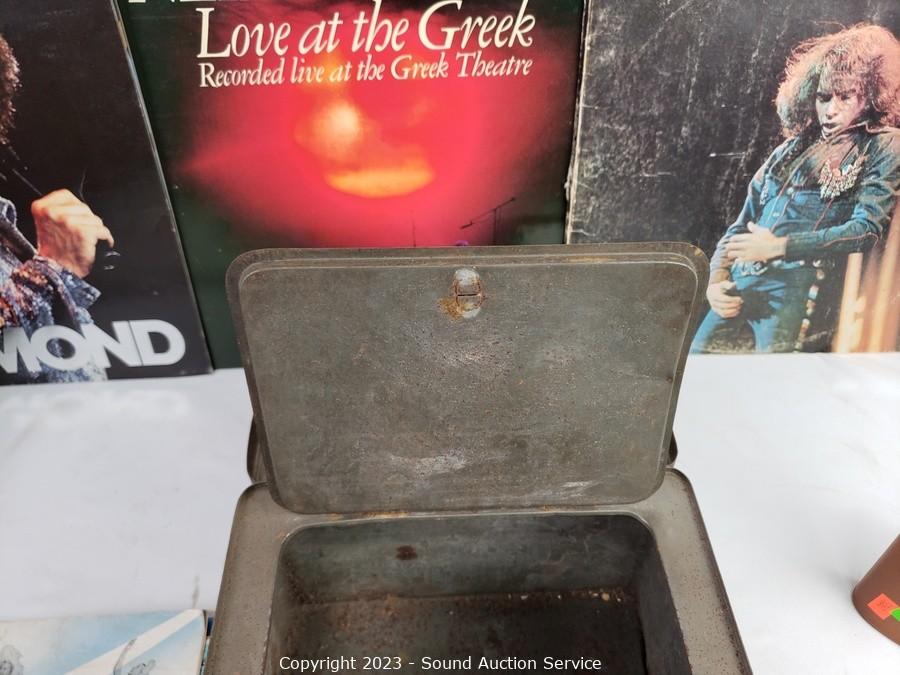 Love at the Greek
Recorded live at the Greek Theatre
MOND
Copyright 2023 - Sound Auction Service